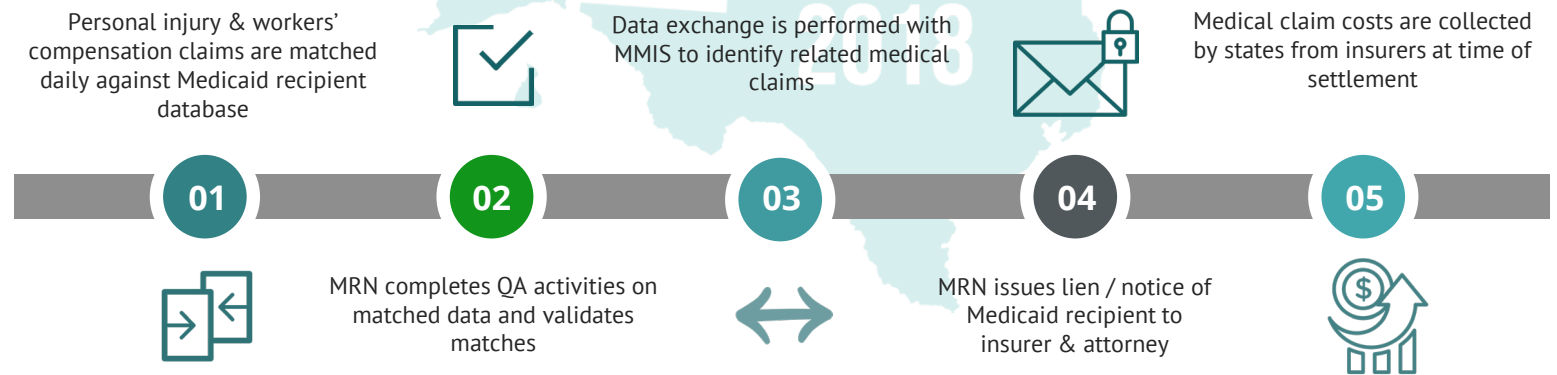 Personal injury & workers’
compensation claims are matched
daily against Medicaid recipient
database
01
02
MRN completes QA activities on
matched data and validates
matches
2018
Data exchange is performed with
MMIS to identify related medical
claims
03
04
MRN issues lien / notice of
Medicaid recipient to
insurer & attorney
Medical claim costs are collected
by states from insurers at time of
settlement
05
$